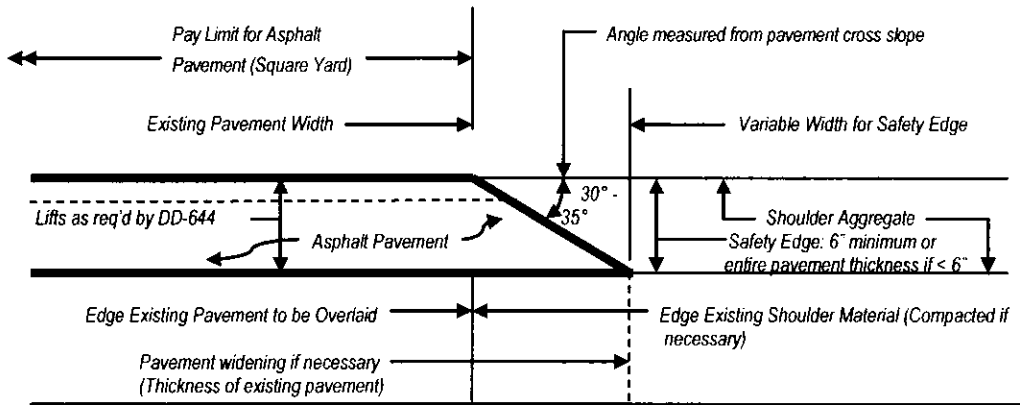 Pay Limit for Asphalt
Pavement (Square Yard)
Angle measured from pavement cross slope
Existing Pavement Width
Variable Width for Safety Edge
30° -
35°
Lifts as req'd by DD-644
Asphalt Pavement
Shoulder Aggregate
Safety Edge: 6" minimum or
entire pavement thickness if < 6"
Edge Existing Pavement to be Overlaid
Edge Existing Shoulder Material (Compacted if
necessary)
Pavement widening if necessary
(Thickness of existing pavement)